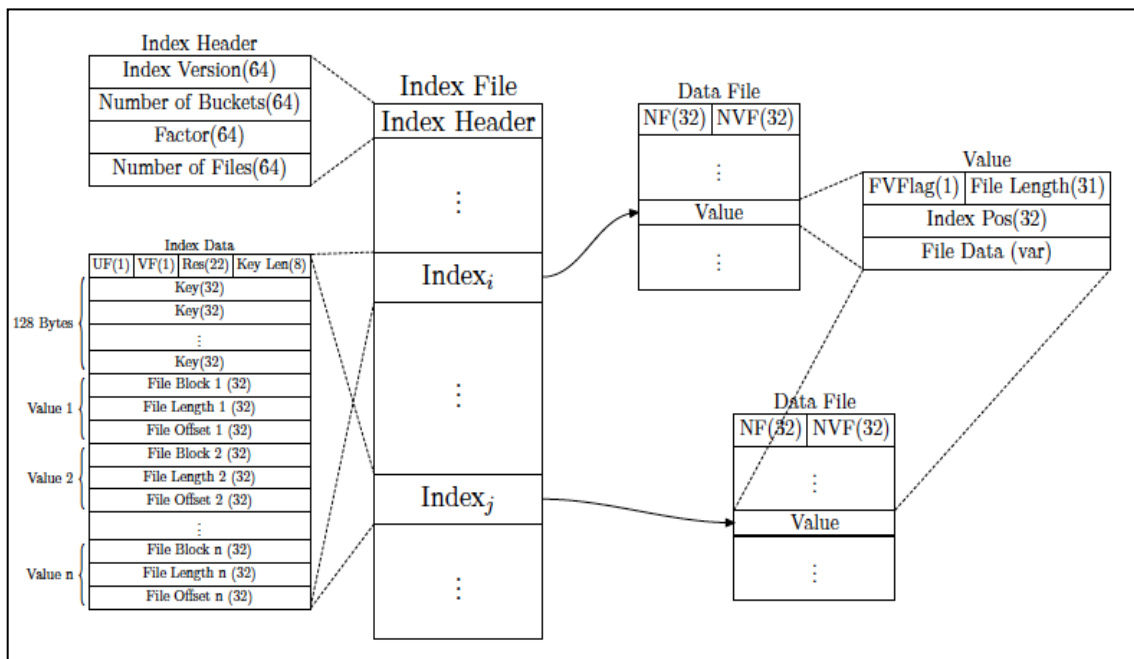 Index Header
Index Version(64)
Number of Buckets(64)
Factor(64)
Number of Files(64)
Index Data
UF(1) VF(1) Res(22) Key Len(8)
128 Bytes
Key(32)
Key(32)
⋮
Key(32)
Value 1
File Block 1 (32)
File Length 1 (32)
File Offset 1 (32)
Value 2
File Block 2 (32)
File Length 2 (32)
File Offset 2 (32)
⋮
Value n
File Block n (32)
File Length n (32)
File Offset n (32)
Index File
Index Header
⋮
Indexi
⋮
Indexj
⋮
Data File
NF(32) NVF(32)
⋮
Value
⋮
Value
FVFlag(1) File Length(31)
Index Pos(32)
File Data (var)
Data File
NF(32) NVF(32)
⋮
Value
⋮